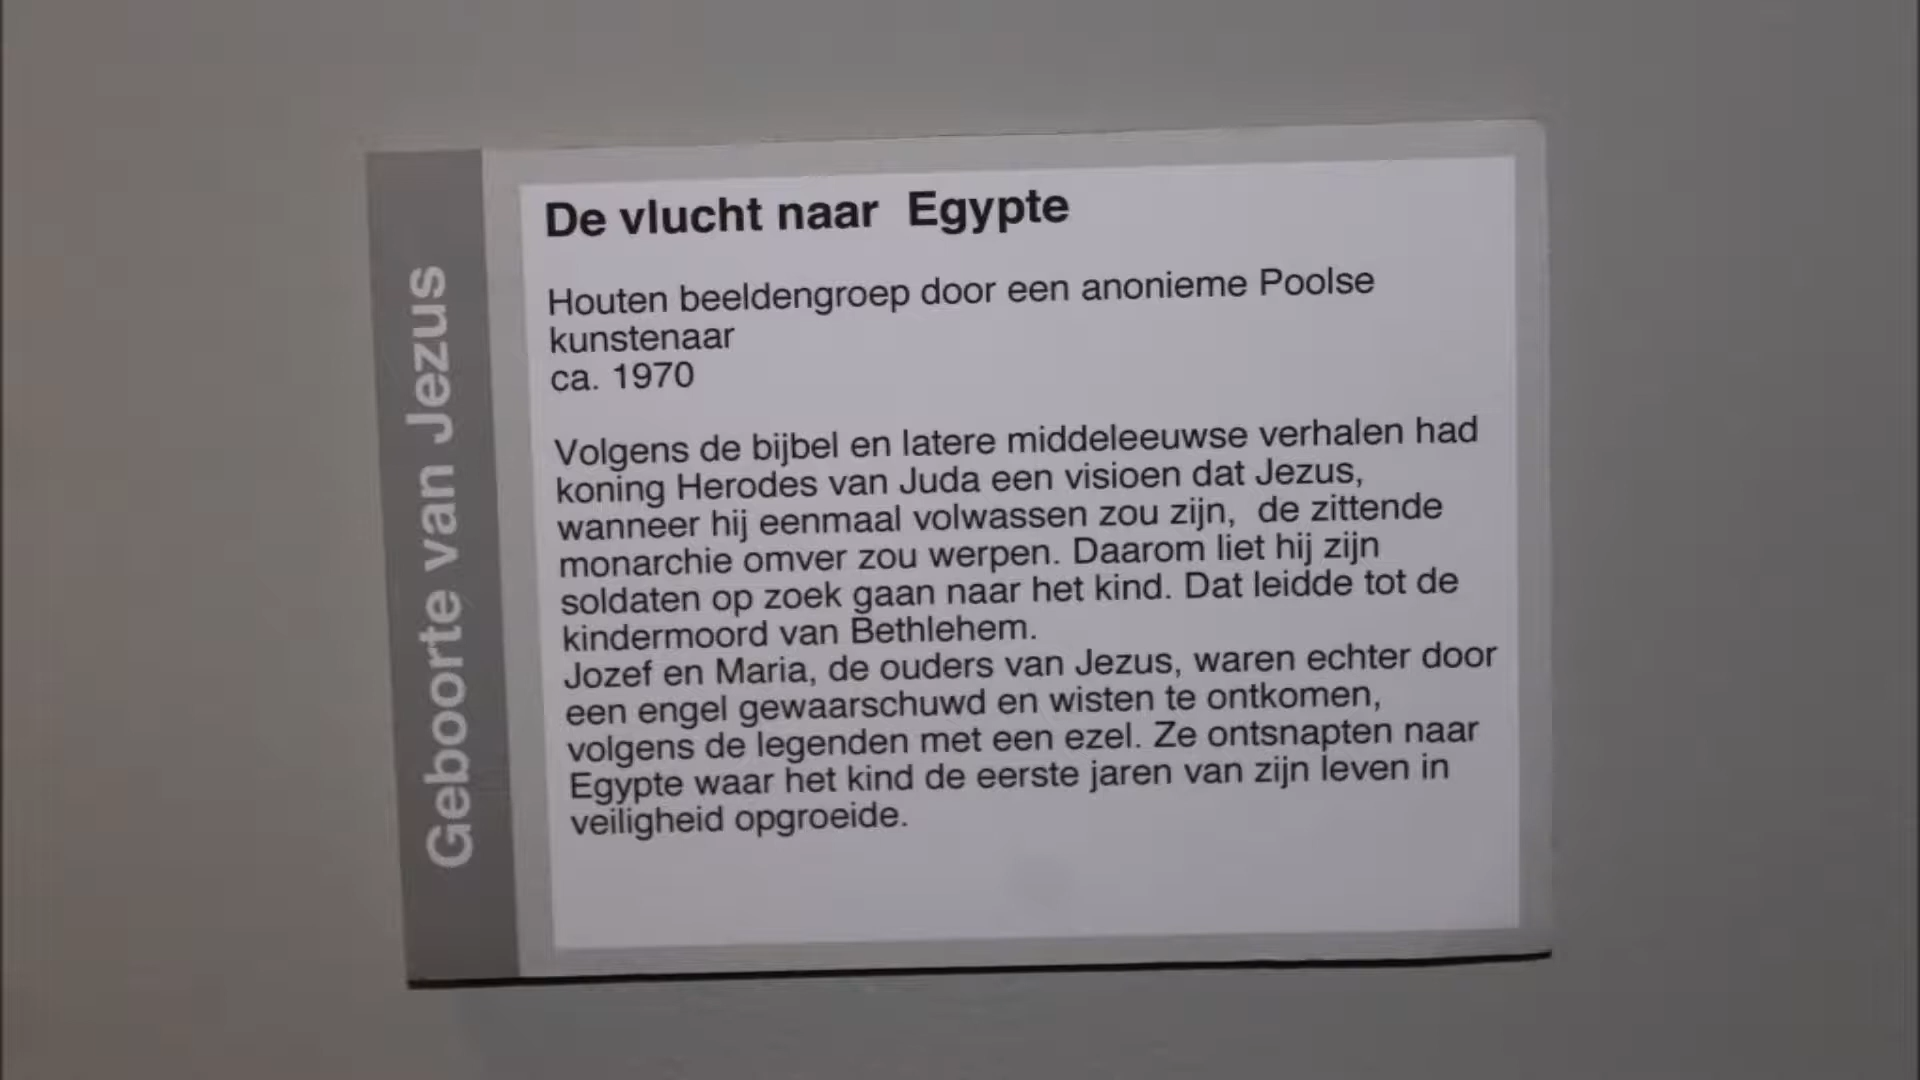 Geboorte van Jezus
De vlucht naar  Egypte
Houten beeldengroep door een anonieme Poolse
kunstenaar
ca. 1970
Volgens de bijbel en latere middeleeuwse verhalen had
koning Herodes van Juda een visioen dat Jezus,
wanneer hij eenmaal volwassen zou zijn,  de zittende
monarchie omver zou werpen. Daarom liet hij zijn
soldaten op zoek gaan naar het kind. Dat leidde tot de
kindermoord van Bethlehem.
Jozef en Maria, de ouders van Jezus, waren echter door
een engel gewaarschuwd en wisten te ontkomen,
volgens de legenden met een ezel. Ze ontsnapten naar
Egypte waar het kind de eerste jaren van zijn leven in
veiligheid opgroeide.